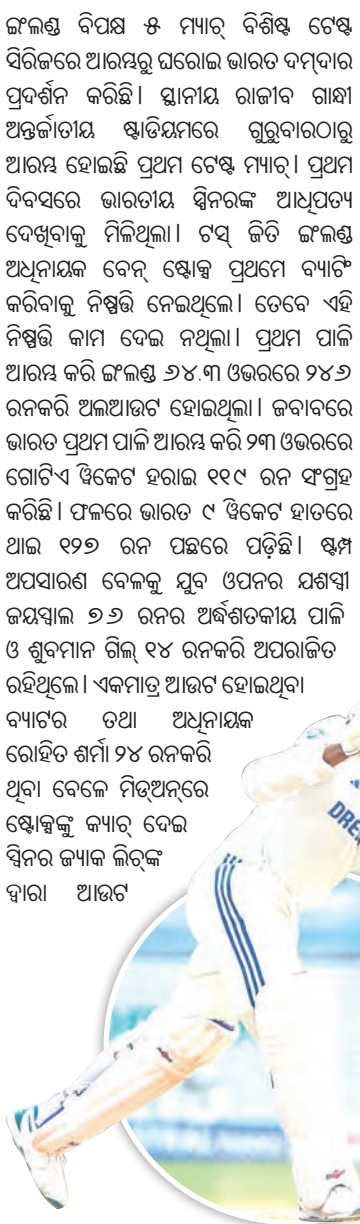 ଇଂଲଣ୍ଡ ବିପକ୍ଷ ୫ ମ୍ୟାଚ୍ ବିଶିଷ୍ଟ ଟେଷ୍ଟ
ସିରିଜରେ ଆରମ୍ଭରୁ ଘରୋଇ ଭାରତ ଦମ୍‌ଦାର
ପ୍ରଦର୍ଶନ କରିଛି। ସ୍ଥାନୀୟ ରାଜୀବ ଗାନ୍ଧୀ
ଅନ୍ତର୍ଜାତୀୟ ଷ୍ଟାଡିୟମରେ ଗୁରୁବାରଠାରୁ
ଆରମ୍ଭ ହୋଇଛି ପ୍ରଥମ ଟେଷ୍ଟ ମ୍ୟାଚ୍। ପ୍ରଥମ
ଦିବସରେ ଭାରତୀୟ ସ୍ପିନରଙ୍କ ଆଧିପତ୍ୟ
ଦେଖିବାକୁ ମିଳିଥିଲା। ଟସ୍ ଜିତି ଇଂଲଣ୍ଡ
ଅଧିନାୟକ ବେନ୍ ଷ୍ଟୋକ୍ସ ପ୍ରଥମେ ବ୍ୟାଟିଂ
କରିବାକୁ ନିଷ୍ପତ୍ତି ନେଇଥିଲେ। ତେବେ ଏହି
ନିଷ୍ପତ୍ତି କାମ ଦେଇ ନଥିଲା। ପ୍ରଥମ ପାଳି
ଆରମ୍ଭ କରି ଇଂଲଣ୍ଡ ୬୪.୩ ଓଭରରେ ୨୪୬
ରନକରି ଅଲଆଉଟ ହୋଇଥିଲା। ଜବାବରେ
ଭାରତ ପ୍ରଥମ ପାଳି ଆରମ୍ଭ କରି ୨୩ ଓଭରରେ
ଗୋଟିଏ ୱିକେଟ ହରାଇ ୧୧୯ ରନ ସଂଗ୍ରହ
କରିଛି। ଫଳରେ ଭାରତ ୯ ୱିକେଟ ହାତରେ
ଥାଇ ୧୨୭ ରନ ପଛରେ ପଡ଼ିଛି। ଷ୍ଟମ୍ପ
ଅପସାରଣ ବେଳକୁ ଯୁବ ଓପନର ଯଶସ୍ୱୀ
ଜୟସ୍ୱାଲ ୭୬ ରନର ଅର୍ଦ୍ଧଶତକୀୟ ପାଳି
ଓ ଶୁବମାନ ଗିଲ୍ ୧୪ ରନକରି ଅପରାଜିତ
ରହିଥିଲେ। ଏକମାତ୍ର ଆଉଟ ହୋଇଥିବା
ବ୍ୟାଟର ତଥା ଅଧିନାୟକ
ରୋହିତ ଶର୍ମା ୨୪ ରନକରି
ଥିବା ବେଳେ ମିଡ୍‌ଅନ୍‌ରେ
ଷ୍ଟୋକ୍ସଙ୍କୁ କ୍ୟାଚ୍ ଦେଇ
ସ୍ପିନର ଜ୍ୟାକ ଲିଚ୍‌ଙ୍କ
ଦ୍ୱାରା ଆଉଟ